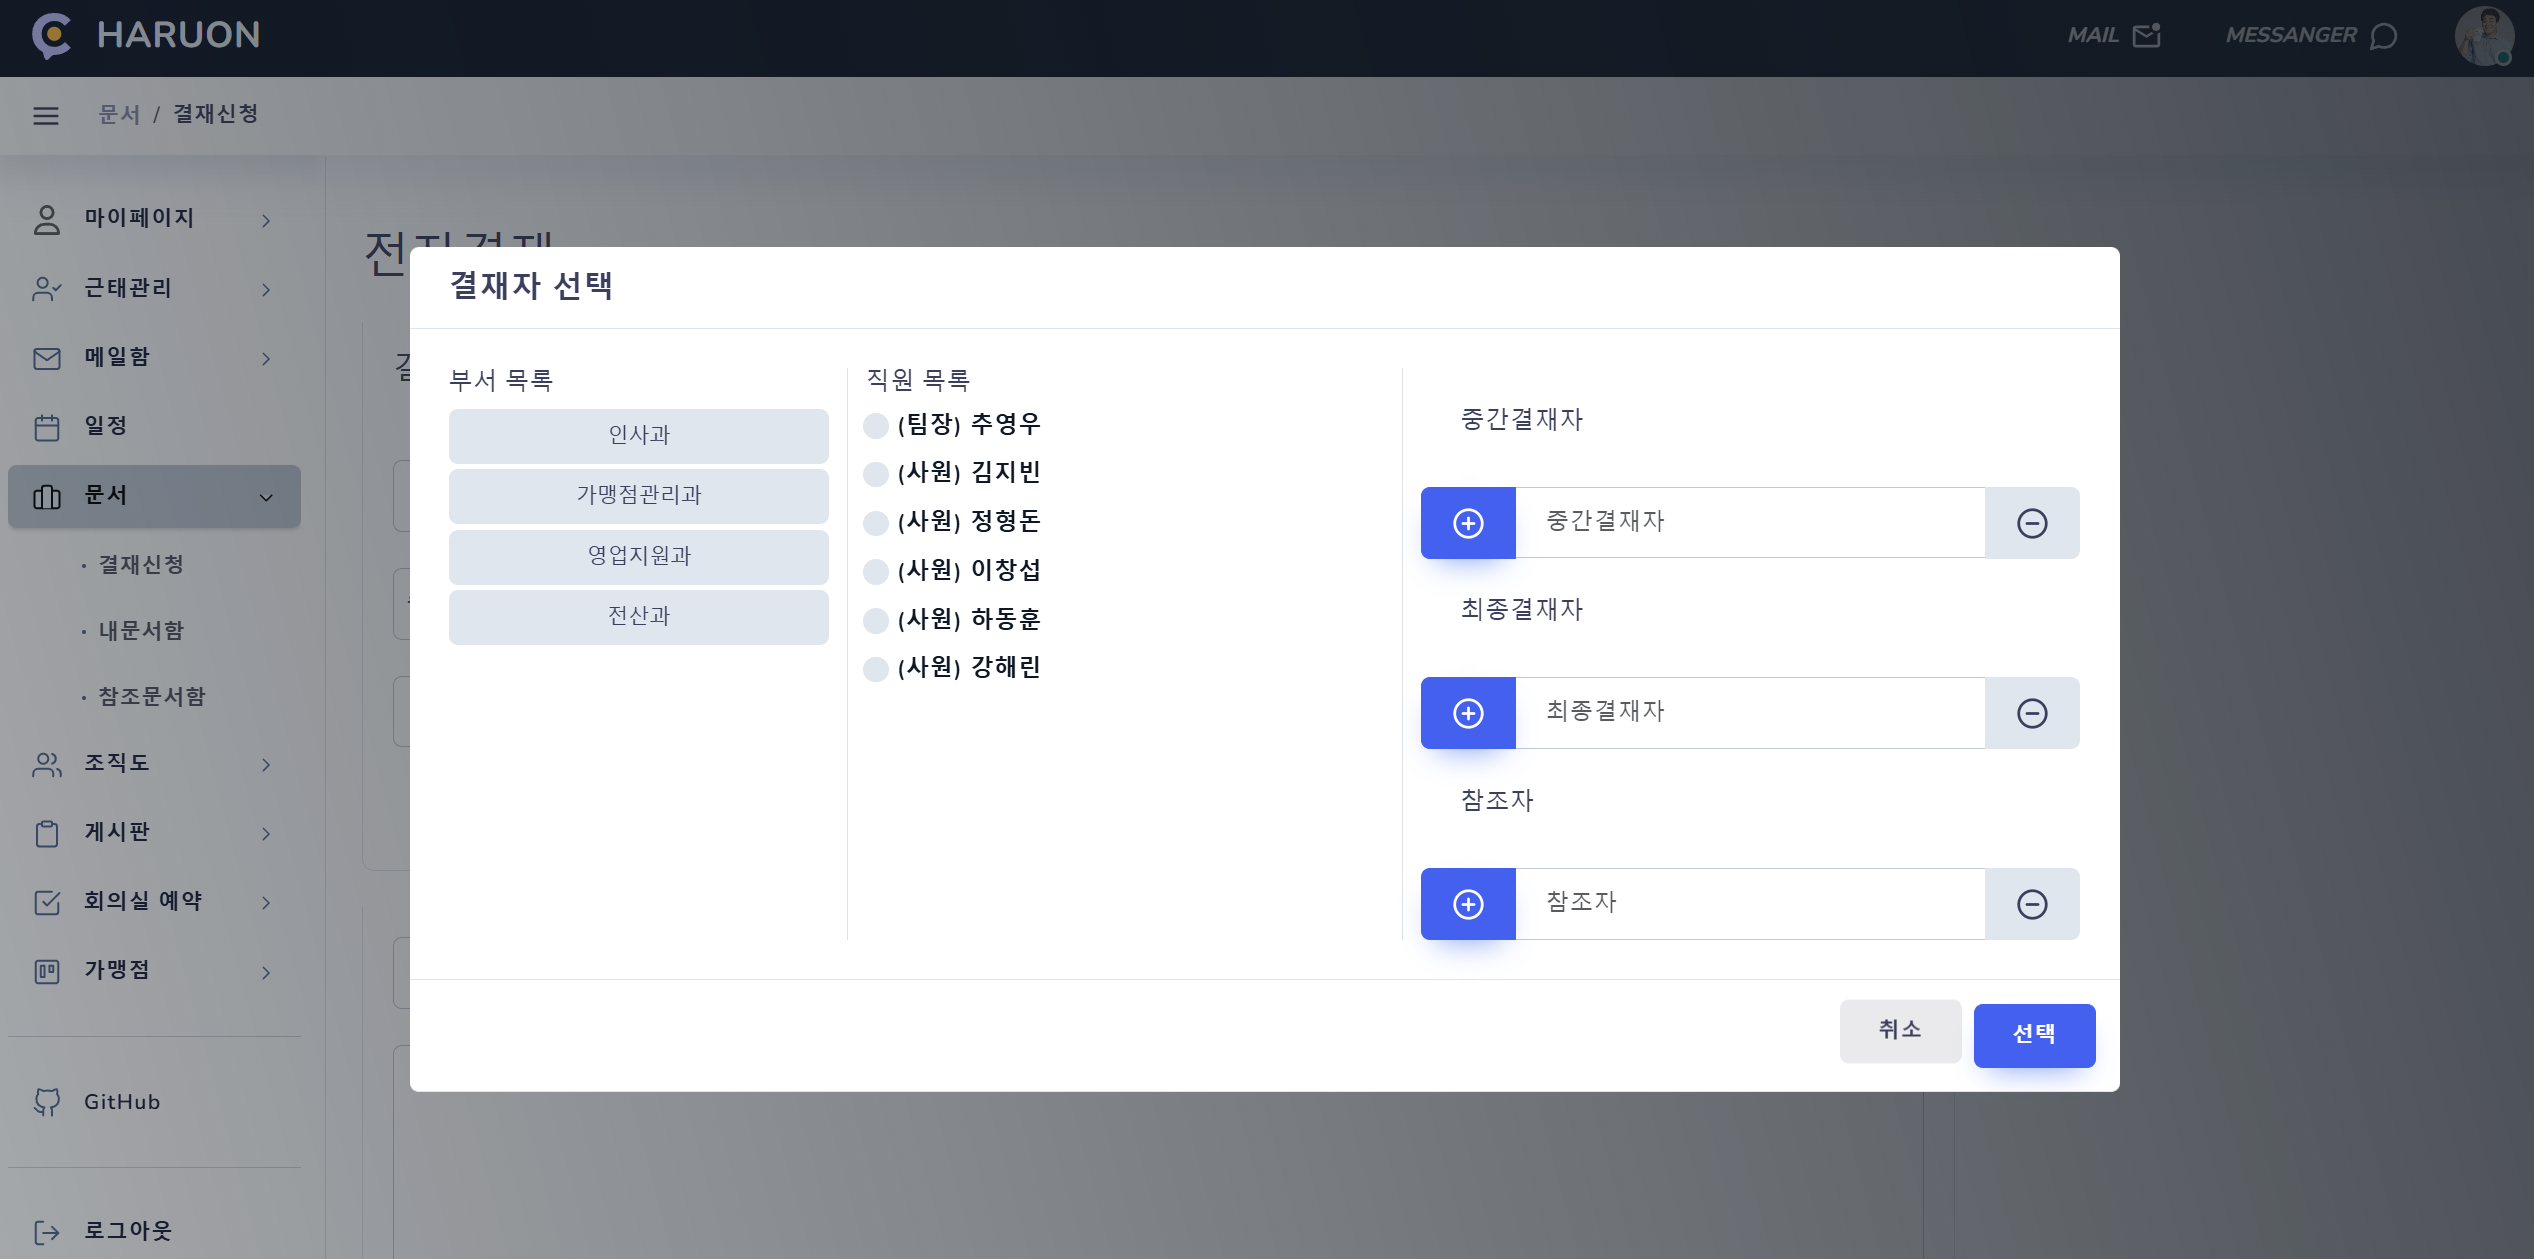 HARUON
MAIL
MESSANGER
문서 / 결재신청
마이페이지
근태관리
메일함
일정
문서
결재신청
내문서함
참조문서함
조직도
게시판
회의실 예약
가맹점
GitHub
로그아웃
결재자 선택
부서 목록
인사과
가맹점관리과
영업지원과
전산과
직원 목록
(팀장) 추영우
(사원) 김지빈
(사원) 정형돈
(사원) 이창섭
(사원) 하동훈
(사원) 강해린
중간결재자
중간결재자
최종결재자
최종결재자
참조자
참조자
취소
선택